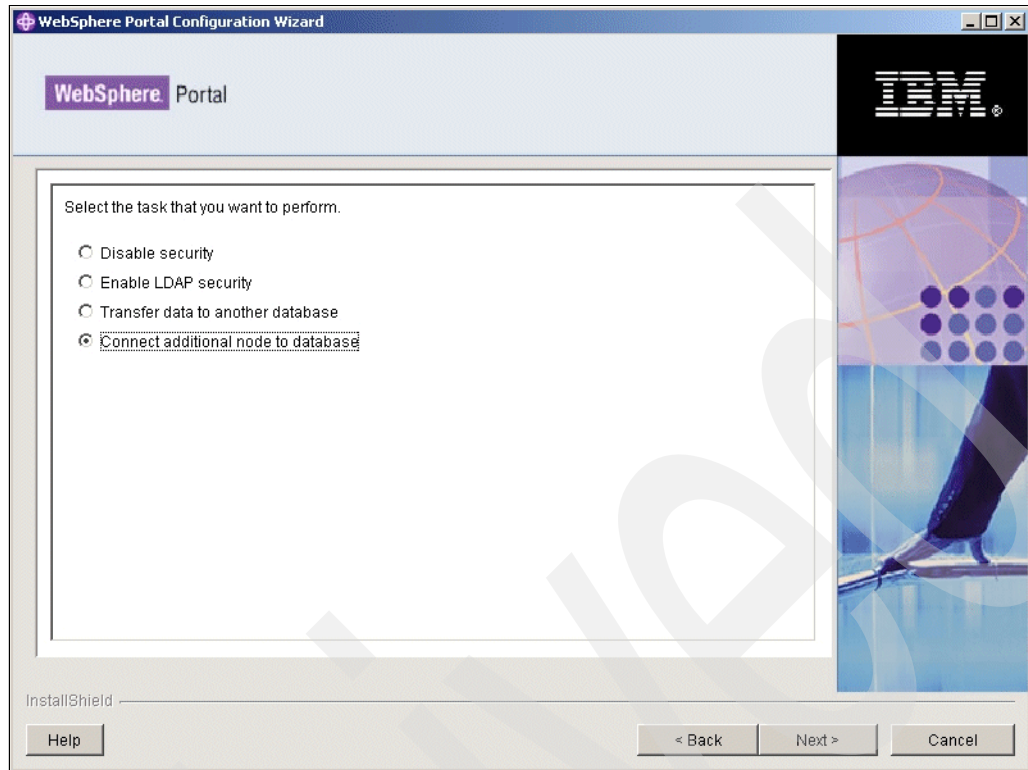 WebSphere Portal Configuration Wizard
WebSphere. Portal
IBM®
Select the task that you want to perform.
Disable security
Enable LDAP security
Transfer data to another database
Connect additional node to database
InstallShield
Help
< Back
Next >
Cancel